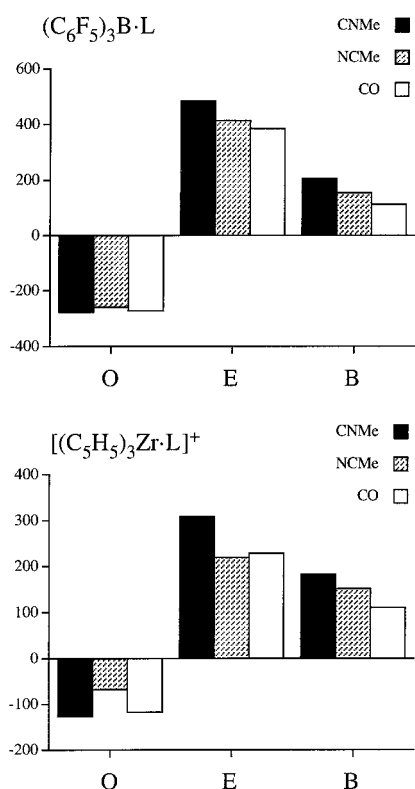 (C₆F₅)₃B·L
CNMe
NCMe
CO
600
400
200
0
-200
-400
O E B
[(C₅H₅)₃Zr·L]⁺
CNMe
NCMe
CO
400
300
200
100
0
-100
-200
O E B